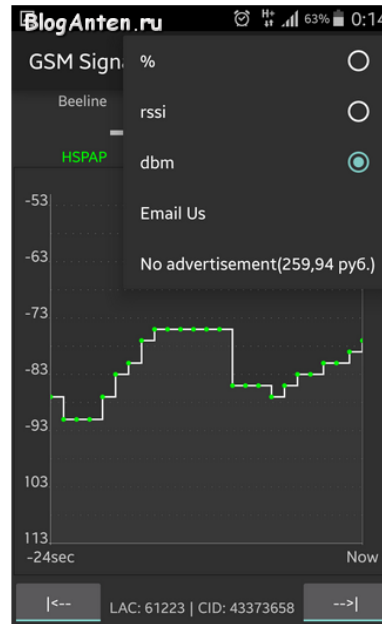 BlogAnten.ru
H+ 63% 0:14
GSM Sign
%
Beeline
rssi
HSPAP
dbm
Email Us
No advertisement(259,94 руб.)
-53
-63
-73
-83
-93
103
113
-24sec Now
|<-- LAC: 61223 | CID: 43373658 -->|